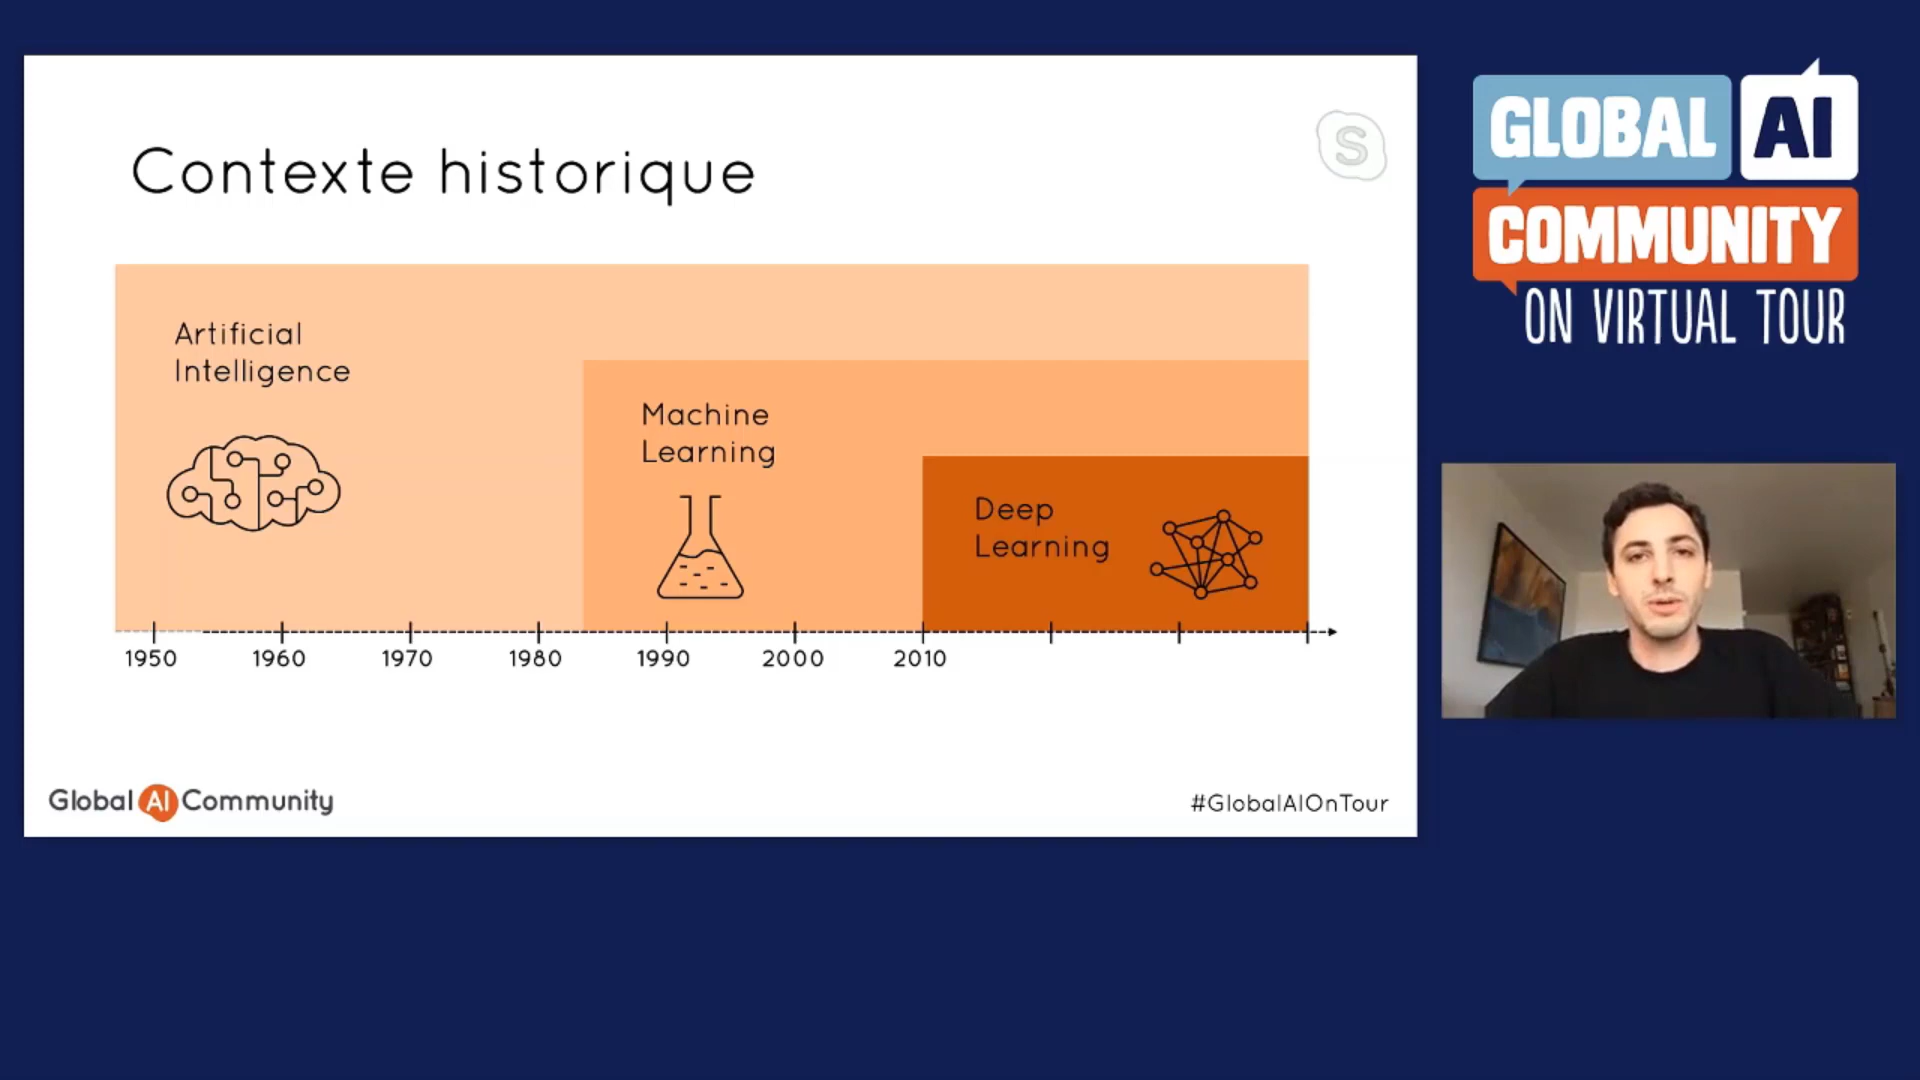 Contexte historique
S
Artificial
Intelligence
Machine
Learning
Deep
Learning
1950 1960 1970 1980 1990 2000 2010
Global AI Community
#GlobalAIOnTour
GLOBAL AI
COMMUNITY
ON VIRTUAL TOUR